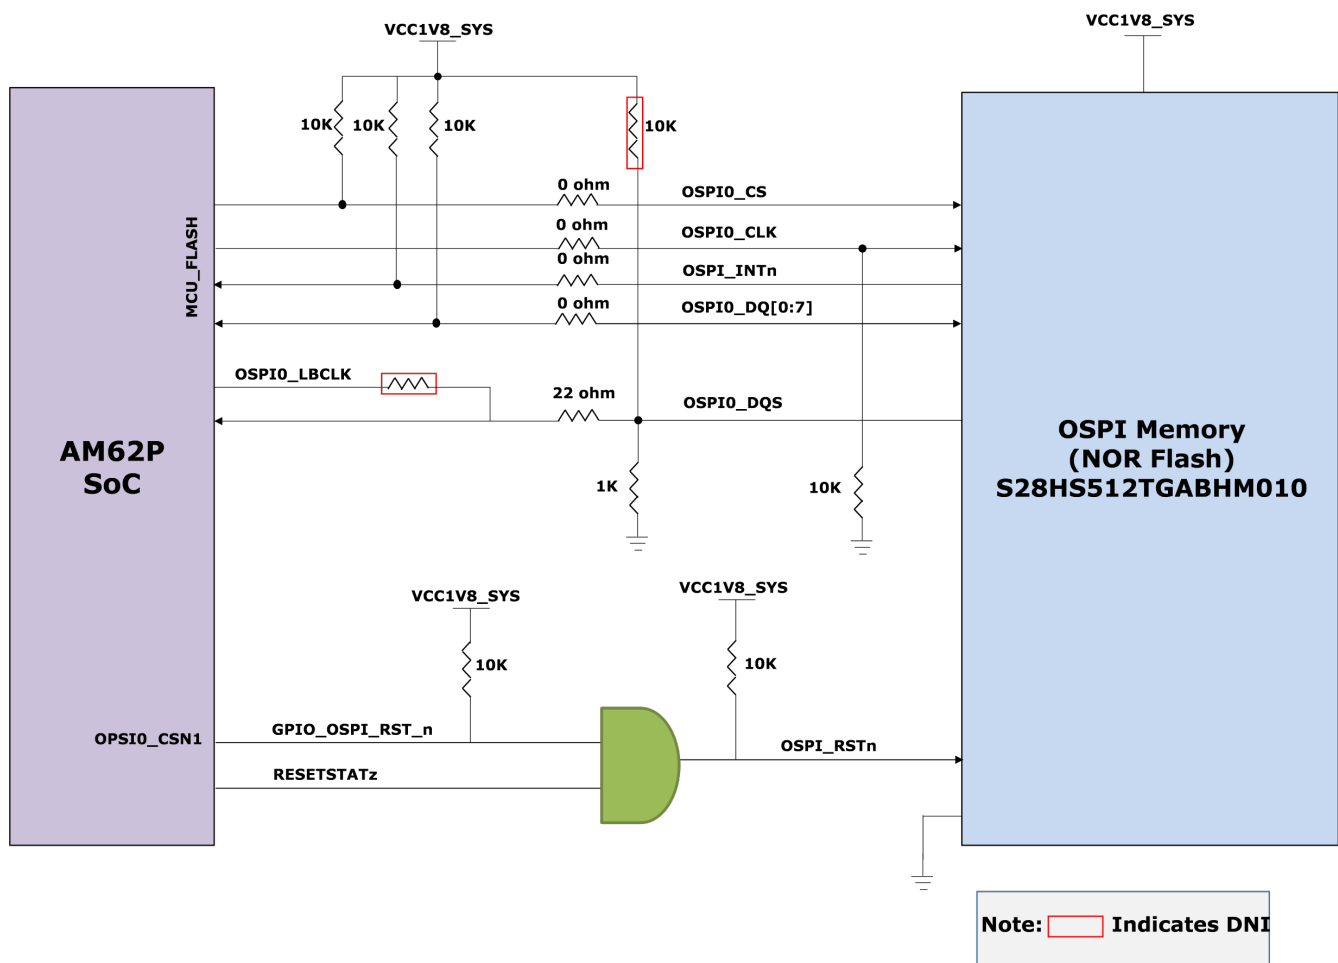 VCC1V8_SYS
VCC1V8_SYS
10K
10K
10K
10K
0 ohm
OSPI0_CS
0 ohm
OSPI0_CLK
0 ohm
OSPI_INTn
0 ohm
OSPI0_DQ[0:7]
MCU_FLASH
OSPI0_LBCLK
22 ohm
OSPI0_DQS
AM62P
SoC
OSPI Memory
(NOR Flash)
S28HS512TGABHM010
1K
10K
VCC1V8_SYS
VCC1V8_SYS
10K
10K
OPSI0_CSN1
GPIO_OSPI_RST_n
OSPI_RSTn
RESETSTATz
Note: Indicates DNI